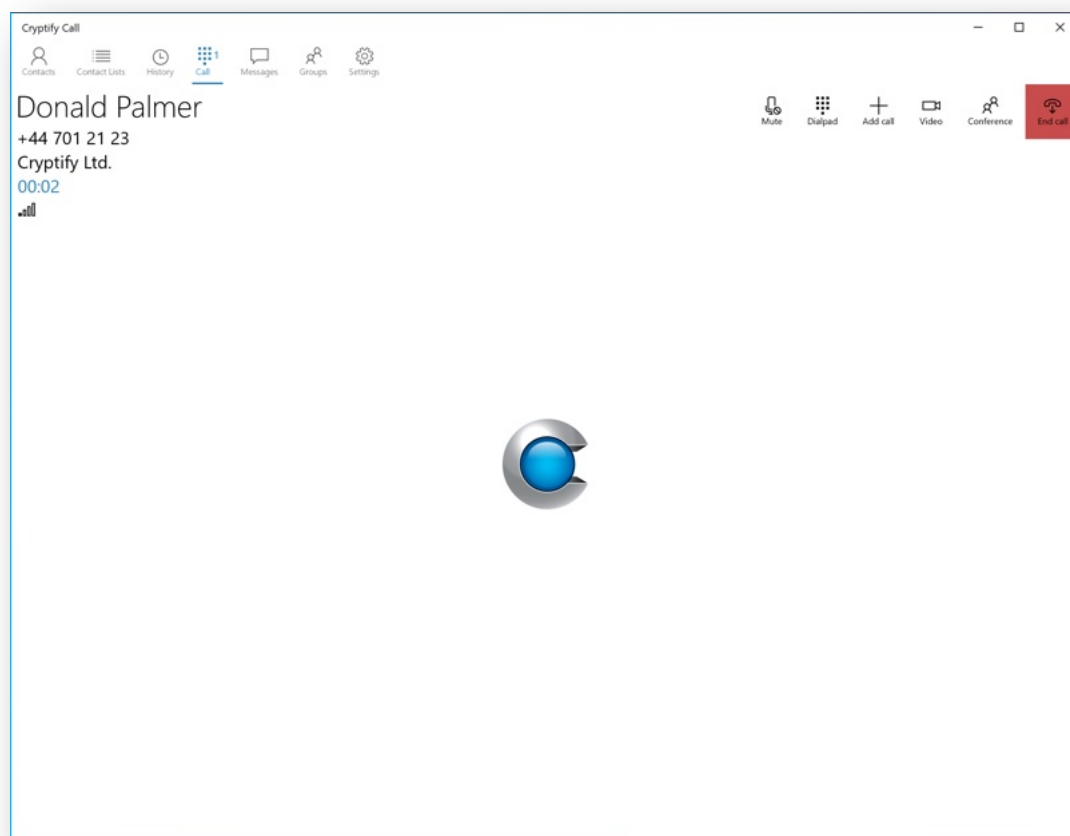 Cryptify Call
Contacts Contact Lists History Call 1 Messages Groups Settings
Donald Palmer
+44 701 21 23
Cryptify Ltd.
00:02
Mute Dialpad Add call Video Conference End call